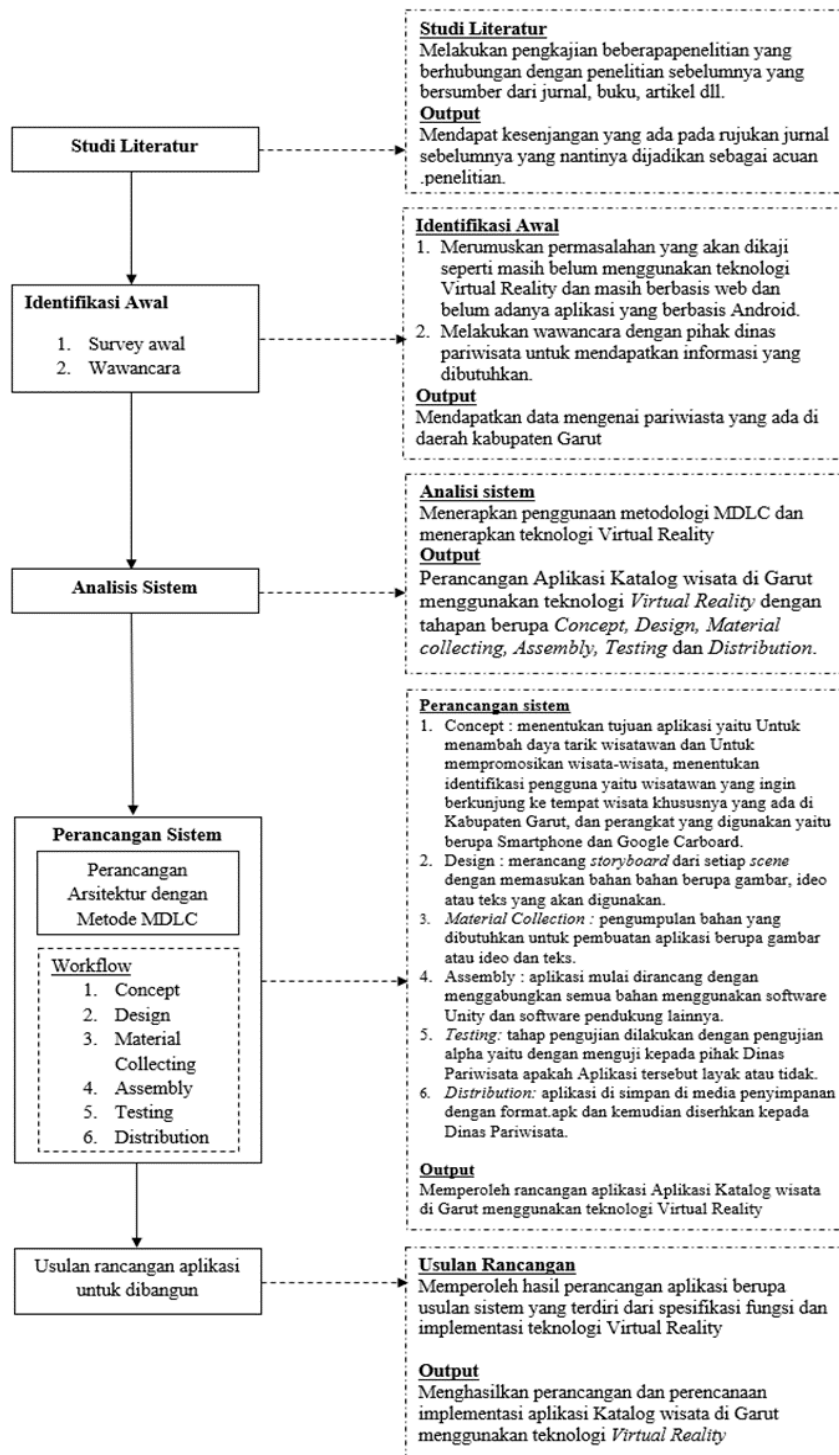 Studi Literatur
Melakukan pengkajian beberapapenelitian yang
berhubungan dengan penelitian sebelumnya yang
bersumber dari jurnal, buku, artikel dll.
Output
Mendapat kesenjangan yang ada pada rujukan jurnal
sebelumnya yang nantinya dijadikan sebagai acuan
.penelitian.
Studi Literatur
Identifikasi Awal
1. Merumuskan permasalahan yang akan dikaji
seperti masih belum menggunakan teknologi
Virtual Reality dan masih berbasis web dan
belum adanya aplikasi yang berbasis Android.
2. Melakukan wawancara dengan pihak dinas
pariwisata untuk mendapatkan informasi yang
dibutuhkan.
Output
Mendapatkan data mengenai pariwiasta yang ada di
daerah kabupaten Garut
Identifikasi Awal
1. Survey awal
2. Wawancara
Analisi sistem
Menerapkan penggunaan metodologi MDLC dan
menerapkan teknologi Virtual Reality
Output
Perancangan Aplikasi Katalog wisata di Garut
menggunakan teknologi Virtual Reality dengan
tahapan berupa Concept, Design, Material
collecting, Assembly, Testing dan Distribution.
Analisis Sistem
Perancangan sistem
1. Concept : menentukan tujuan aplikasi yaitu Untuk
menambah daya tarik wisatawan dan Untuk
mempromosikan wisata-wisata, menentukan
identifikasi pengguna yaitu wisatawan yang ingin
berkunjung ke tempat wisata khususnya yang ada di
Kabupaten Garut, dan perangkat yang digunakan yaitu
berupa Smartphone dan Google Carboard.
2. Design : merancang storyboard dari setiap scene
dengan memasukan bahan bahan berupa gambar, ideo
atau teks yang akan digunakan.
3. Material Collection : pengumpulan bahan yang
dibutuhkan untuk pembuatan aplikasi berupa gambar
atau ideo dan teks.
4. Assembly : aplikasi mulai dirancang dengan
menggabungkan semua bahan menggunakan software
Unity dan software pendukung lainnya.
5. Testing: tahap pengujian dilakukan dengan pengujian
alpha yaitu dengan menguji kepada pihak Dinas
Pariwisata apakah Aplikasi tersebut layak atau tidak.
6. Distribution: aplikasi di simpan di media penyimpanan
dengan format.apk dan kemudian diserhkan kepada
Dinas Pariwisata.
Output
Memperoleh rancangan aplikasi Aplikasi Katalog wisata
di Garut menggunakan teknologi Virtual Reality
Perancangan Sistem
Perancangan
Arsitektur dengan
Metode MDLC
Workflow
1. Concept
2. Design
3. Material
Collecting
4. Assembly
5. Testing
6. Distribution
Usulan rancangan aplikasi
untuk dibangun
Usulan Rancangan
Memperoleh hasil perancangan aplikasi berupa
usulan sistem yang terdiri dari spesifikasi fungsi dan
implementasi teknologi Virtual Reality
Output
Menghasilkan perancangan dan perencanaan
implementasi aplikasi Katalog wisata di Garut
menggunakan teknologi Virtual Reality